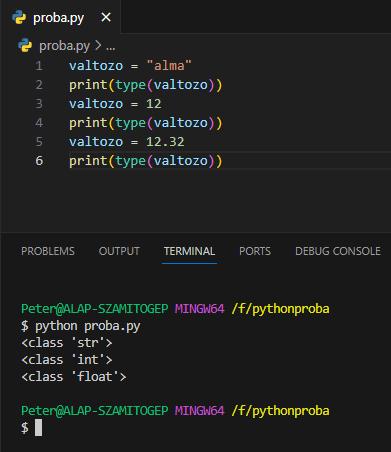 proba.py ×
proba.py > ...
1 valtozo = "alma"
2 print(type(valtozo))
3 valtozo = 12
4 print(type(valtozo))
5 valtozo = 12.32
6 print(type(valtozo))
PROBLEMS OUTPUT TERMINAL PORTS DEBUG CONSOLE
Peter@ALAP-SZAMITOGEP MINGW64 /f/pythonproba
$ python proba.py
<class 'str'>
<class 'int'>
<class 'float'>
Peter@ALAP-SZAMITOGEP MINGW64 /f/pythonproba
$